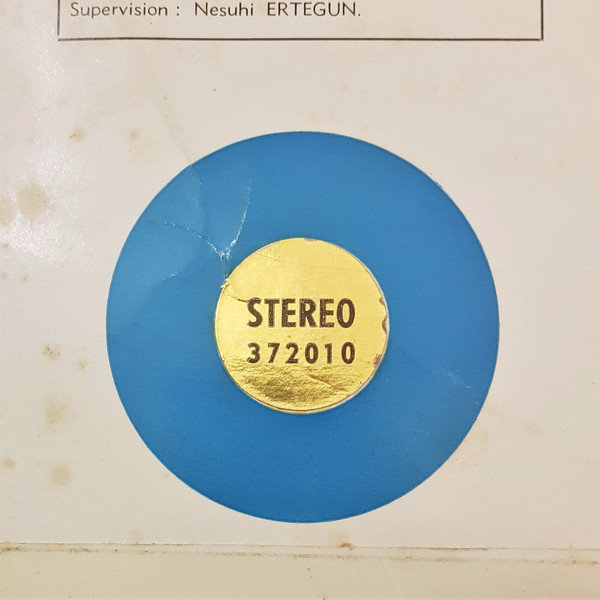 Supervision : Nesuhi ERTEGUN.
STEREO
372010